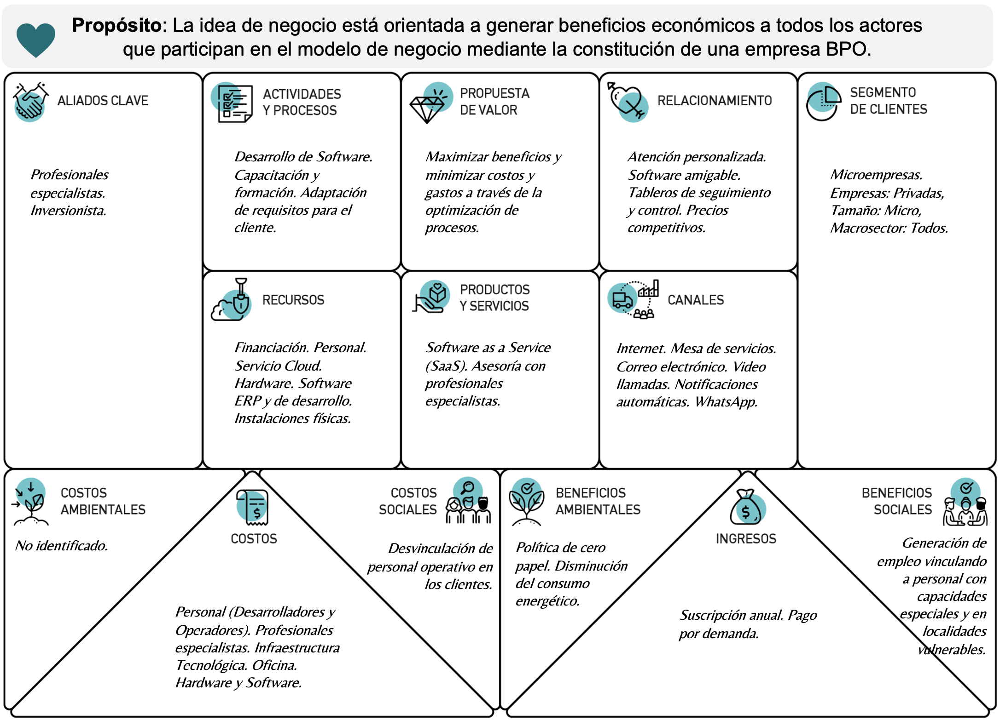 Propósito: La idea de negocio está orientada a generar beneficios económicos a todos los actores
que participan en el modelo de negocio mediante la constitución de una empresa BPO.
ALIADOS CLAVE
Profesionales
especialistas.
Inversionista.
ACTIVIDADES
Y PROCESOS
Desarrollo de Software.
Capacitación y
formación. Adaptación
de requisitos para el
cliente.
PROPUESTA
DE VALOR
Maximizar beneficios y
minimizar costos y
gastos a través de la
optimización de
procesos.
RELACIONAMIENTO
Atención personalizada.
Software amigable.
Tableros de seguimiento
y control. Precios
competitivos.
SEGMENTO
DE CLIENTES
Microempresas.
Empresas: Privadas,
Tamaño: Micro,
Macrosector: Todos.
RECURSOS
Financiación. Personal.
Servicio Cloud.
Hardware. Software
ERP y de desarrollo.
Instalaciones físicas.
PRODUCTOS
Y SERVICIOS
Software as a Service
(SaaS). Asesoría con
profesionales
especialistas.
CANALES
Internet. Mesa de servicios.
Correo electrónico. Video
llamadas. Notificaciones
automáticas. WhatsApp.
COSTOS
AMBIENTALES
No identificado.
$
COSTOS
Personal (Desarrolladores y
Operadores). Profesionales
especialistas. Infraestructura
Tecnológica. Oficina.
Hardware y Software.
COSTOS
SOCIALES
Desvinculación de
personal operativo en
los clientes.
BENEFICIOS
AMBIENTALES
Política de cero
papel. Disminución
del consumo
energético.
$
INGRESOS
Suscripción anual. Pago
por demanda.
BENEFICIOS
SOCIALES
Generación de
empleo vinculando
a personal con
capacidades
especiales y en
localidades
vulnerables.